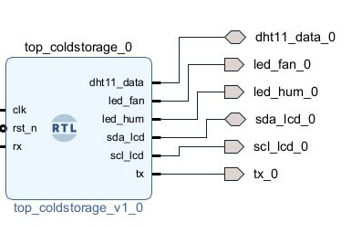 top_coldstorage_0
dht11_data
led_fan
led_hum
sda_lcd
scl_lcd
tx
clk
rst_n
rx
RTL
top_coldstorage_v1_0
dht11_data_0
led_fan_0
led_hum_0
sda_lcd_0
scl_lcd_0
tx_0